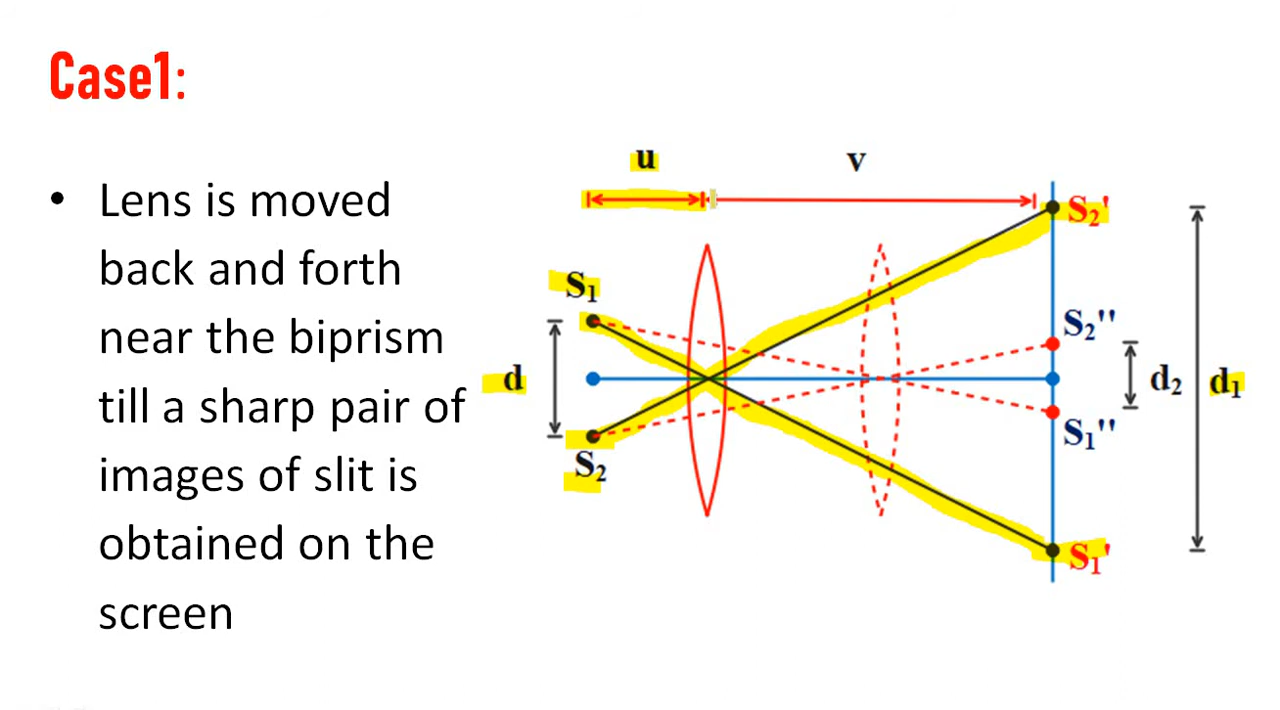 Case1:
• Lens is moved
back and forth
near the biprism
till a sharp pair of
images of slit is
obtained on the
screen
u
v
S₂'
S₁
S₂''
d
d₂
d₁
S₁''
S₂
S₁'